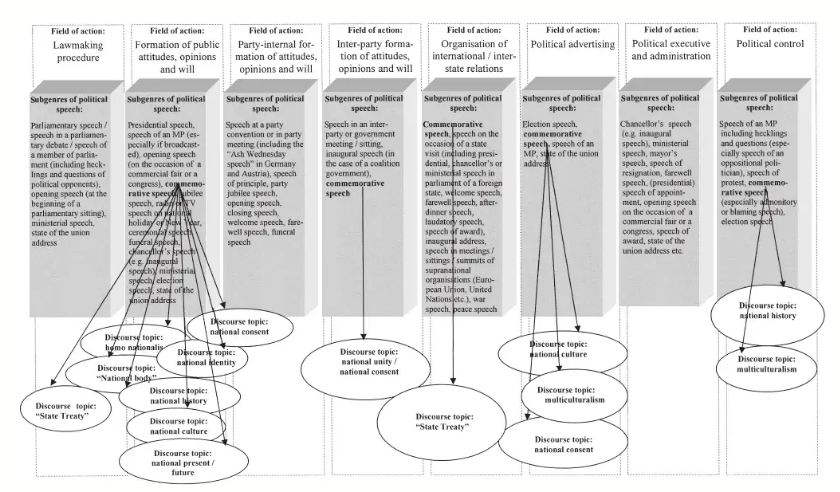 Field of action:
Lawmaking
procedure
Subgenres of political
speech:
Parliamentary speech /
speech in a parliamen-
tary debate / speech of
a member of parlia-
ment (including heck-
lings and questions of
political opponents),
opening speech (at the
beginning of a
parliamentary sitting),
ministerial speech,
state of the union
address
Field of action:
Formation of public
attitudes, opinions
and will
Subgenres of political
speech:
Presidential speech,
speech of an MP (es-
pecially if broadcast-
ed), opening speech
(on the occasion of a
commercial fair or a
congress), commemo-
rative speech, jubilee
speech, radio or TV
speech on national
holiday or New Year,
ceremonial speech,
funeral speech,
chancellor's speech
(e.g. inaugural
speech), ministerial
speech, election
speech, state of the
union address
Field of action:
Party-internal for-
mation of attitudes,
opinions and will
Subgenres of political
speech:
Speech at a party
convention or in party
meeting (including the
"Ash Wednesday
speech" in Germany
and Austria), speech
of principle, party
jubilee speech,
opening speech,
closing speech,
welcome speech, fare-
well speech, funeral
speech
Field of action:
Inter-party forma-
tion of attitudes,
opinions and will
Subgenres of political
speech:
Speech in an inter-
party or government
meeting / sitting,
inaugural speech (in
the case of a coalition
government),
commemorative
speech
Field of action:
Organisation of
international / inter-
state relations
Subgenres of political
speech:
Commemorative
speech, speech on the
occasion of a state
visit (including presi-
dential, chancellor's or
ministerial speech in
parliament of a foreign
state, welcome speech,
farewell speech, after-
dinner speech,
laudatory speech,
speech of award),
inaugural address,
speech in meetings /
sittings / summits of
supranational
organisations (Euro-
pean Union, United
Nations etc.), war
speech, peace speech
Field of action:
Political advertising
Subgenres of political
speech:
Election speech,
commemorative
speech, speech of an
MP, state of the union
address
Field of action:
Political executive
and administration
Subgenres of political
speech:
Chancellor's speech
(e.g. inaugural
speech), ministerial
speech, mayor's
speech, speech of
resignation, farewell
speech, (presidential)
speech of appoint-
ment, opening speech
on the occasion of a
commercial fair or a
congress, speech of
award, state of the
union address etc.
Field of action:
Political control
Subgenres of political
speech:
Speech of an MP
including hecklings
and questions (espe-
cially speech of an
oppositional poli-
tician), speech of
protest, commemo-
rative speech
(especially admonitory
or blaming speech),
election speech
Discourse topic:
national consent
Discourse topic:
homo nationalis
Discourse topic:
national identity
Discourse topic:
"National body"
Discourse topic:
national history
Discourse topic:
"State Treaty"
Discourse topic:
national culture
Discourse topic:
national present /
future
Discourse topic:
national unity /
national consent
Discourse topic:
"State Treaty"
Discourse topic:
national culture
Discourse topic:
multiculturalism
Discourse topic:
national consent
Discourse topic:
national history
Discourse topic:
multiculturalism